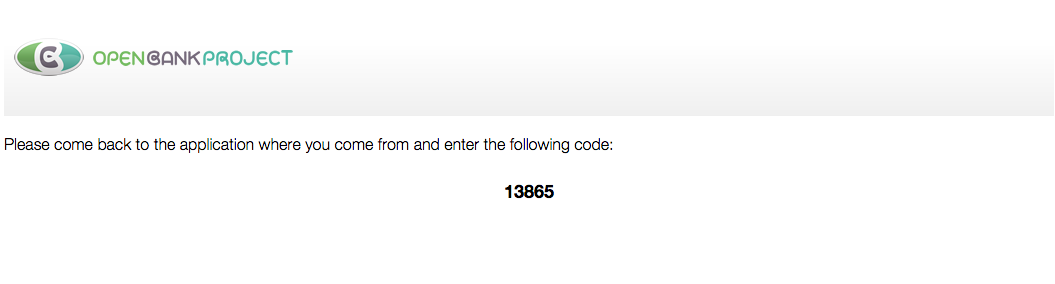 OPENBANKPROJECT
Please come back to the application where you come from and enter the following code:
13865